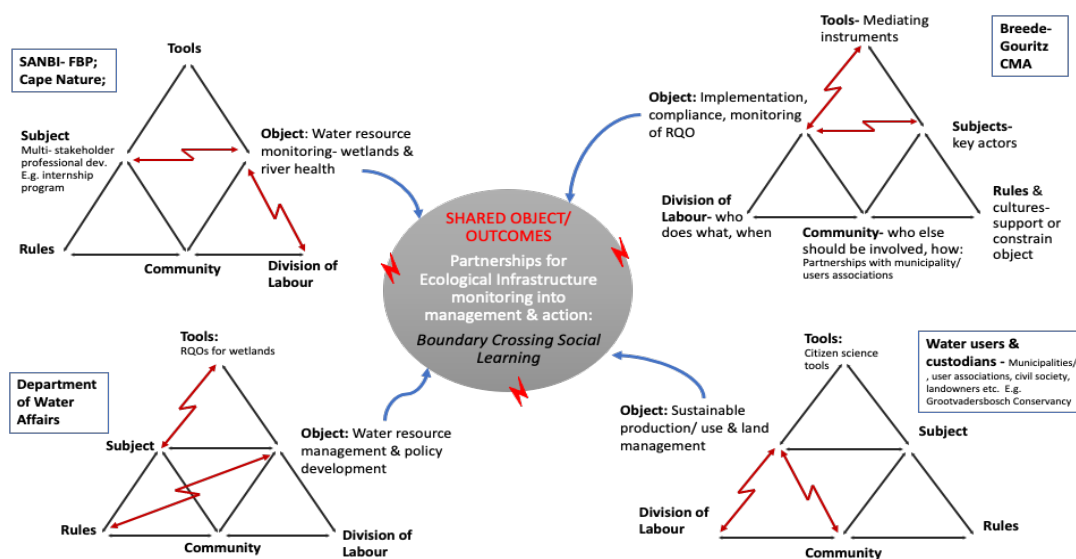 SANBI- FBP;
Cape Nature;
Tools
Subject
Multi- stakeholder
professional dev.
E.g. internship
program
Object: Water resource
monitoring- wetlands &
river health
Rules
Community
Division of
Labour
Tools- Mediating
instruments
Breede-
Gouritz
CMA
Object: Implementation,
compliance, monitoring
of RQO
Subjects-
key actors
Division of
Labour- who
does what, when
Community- who else
should be involved, how:
Partnerships with municipality/
users associations
Rules &
cultures-
support or
constrain
object
SHARED OBJECT/
OUTCOMES
Partnerships for
Ecological Infrastructure
monitoring into
management & action:
Boundary Crossing Social
Learning
Department
of Water
Affairs
Tools:
RQOs for wetlands
Subject
Object: Water resource
management & policy
development
Rules
Community
Division of
Labour
Tools:
Citizen science
tools
Water users &
custodians - Municipalities/
, user associations, civil society,
landowners etc. E.g.
Grootvadersbosch Conservancy
Object: Sustainable
production/ use & land
management
Subject
Division of
Labour
Community
Rules